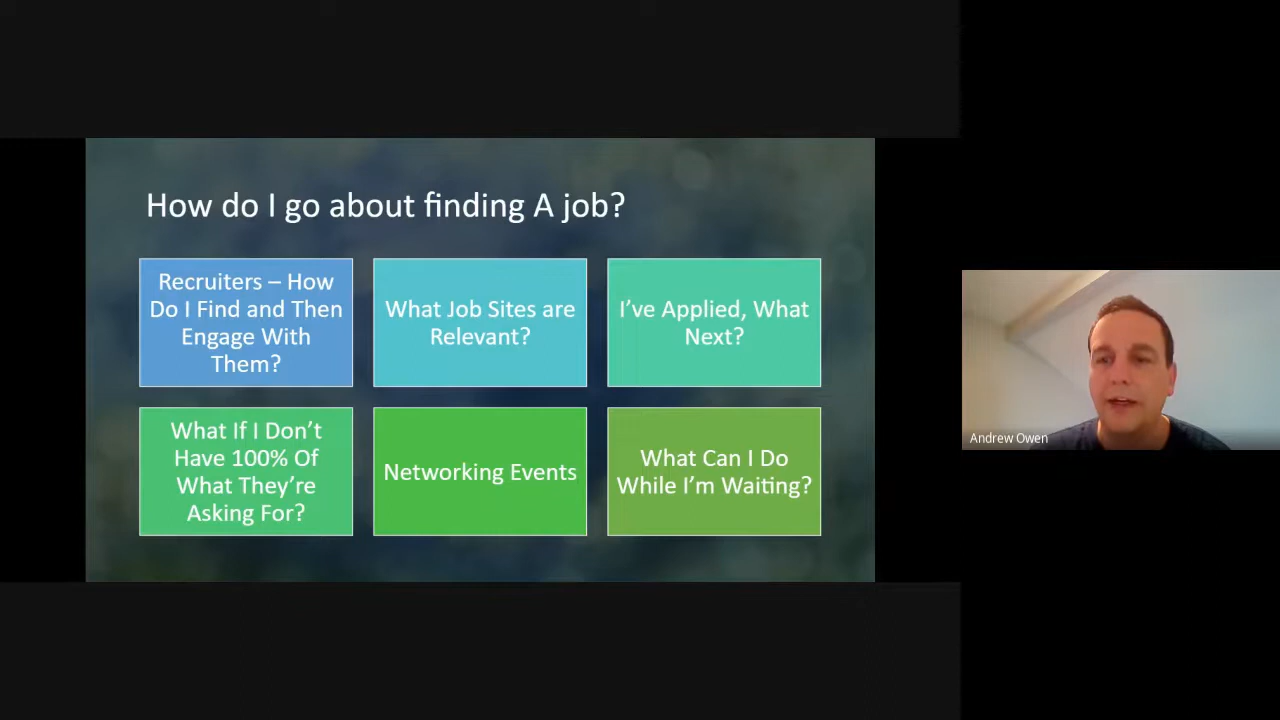 How do I go about finding A job?
Recruiters – How
Do I Find and Then
Engage With
Them?
What Job Sites are
Relevant?
I’ve Applied, What
Next?
What If I Don’t
Have 100% Of
What They’re
Asking For?
Networking Events
What Can I Do
While I’m Waiting?
Andrew Owen